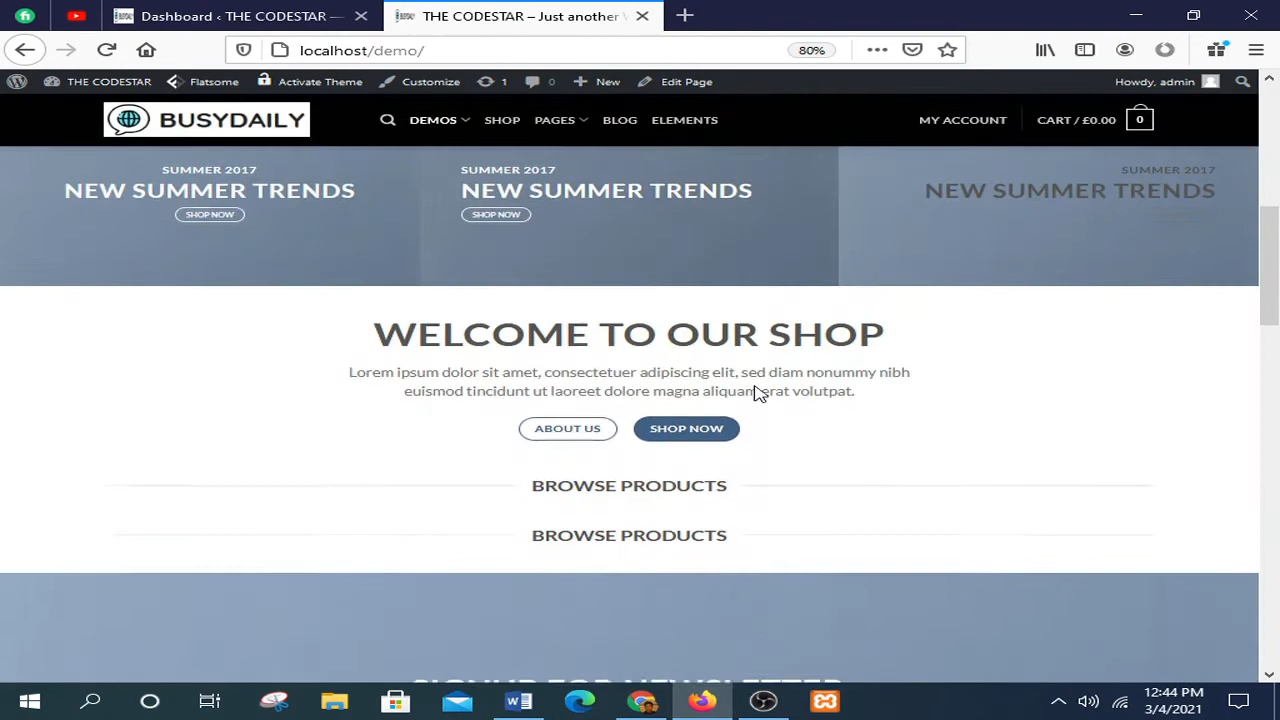 Dashboard ‹ THE CODESTAR —
THE CODESTAR – Just another
localhost/demo/
80%
THE CODESTAR
Flatsome
Activate Theme
Customize
1
0
New
Edit Page
Howdy, admin
BUSYDAILY
DEMOS
SHOP
PAGES
BLOG
ELEMENTS
MY ACCOUNT
CART / £0.00
0
SUMMER 2017
NEW SUMMER TRENDS
SHOP NOW
SUMMER 2017
NEW SUMMER TRENDS
SHOP NOW
SUMMER 2017
NEW SUMMER TRENDS
WELCOME TO OUR SHOP
Lorem ipsum dolor sit amet, consectetuer adipiscing elit, sed diam nonummy nibh
euismod tincidunt ut laoreet dolore magna aliquam erat volutpat.
ABOUT US
SHOP NOW
BROWSE PRODUCTS
BROWSE PRODUCTS
SIGNUP FOR NEWSLETTER
12:44 PM
3/4/2021